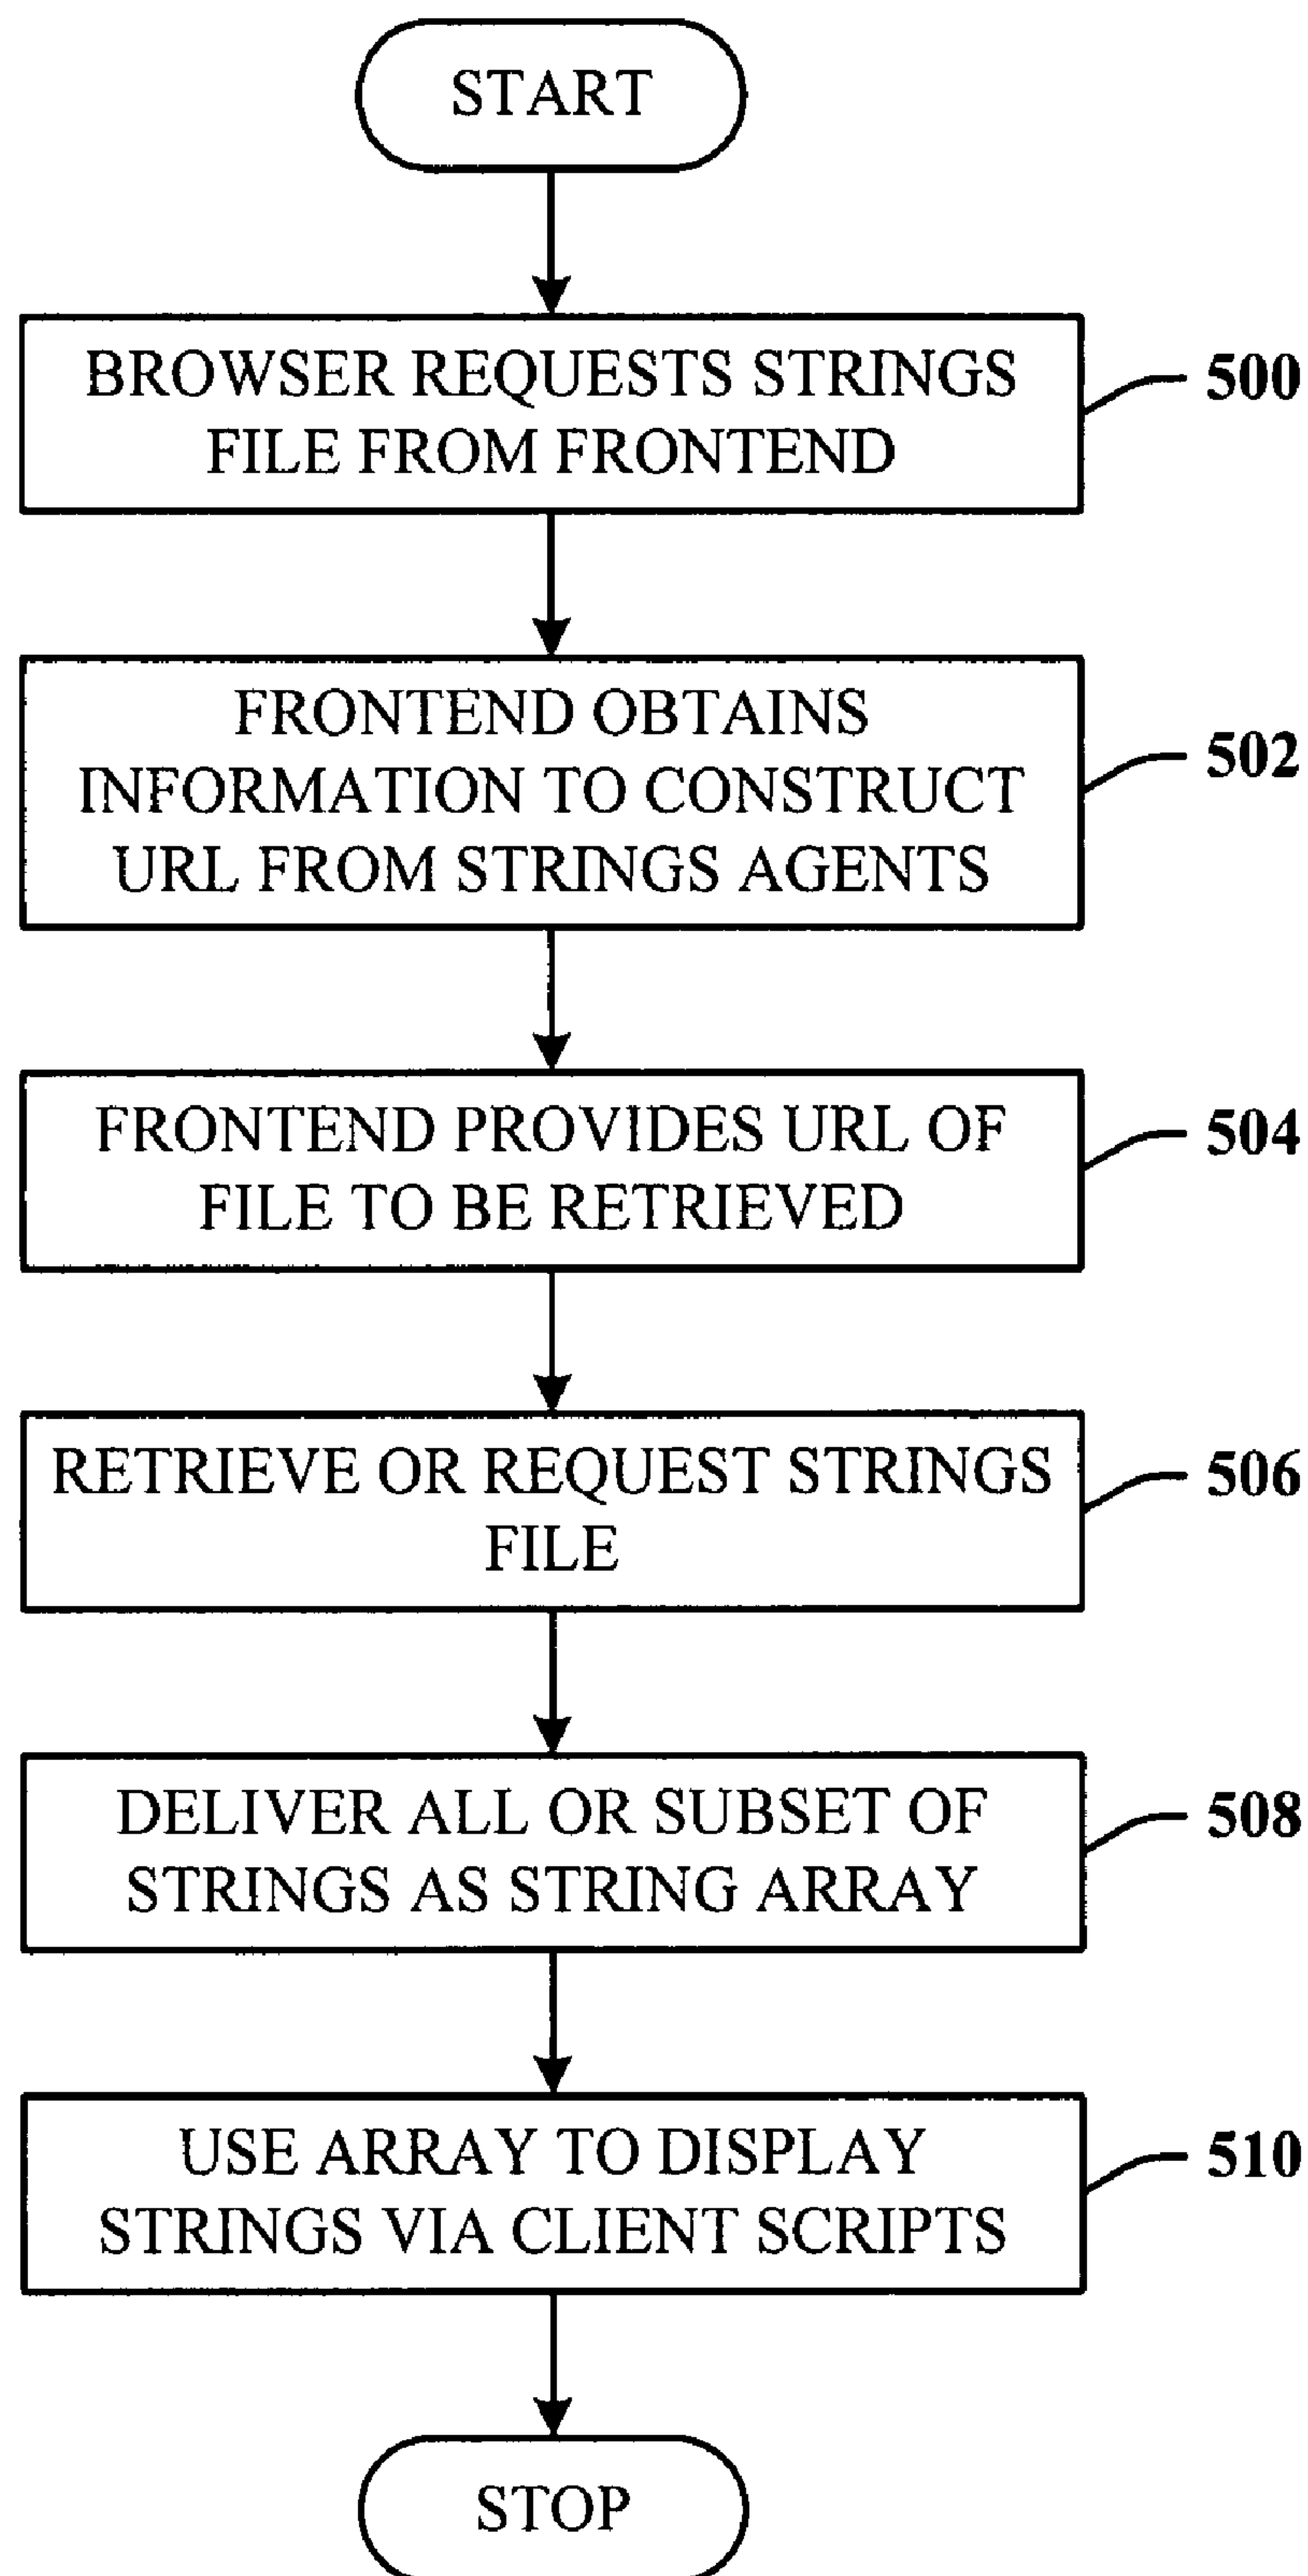 START
BROWSER REQUESTS STRINGS
FILE FROM FRONTEND
500
FRONTEND OBTAINS
INFORMATION TO CONSTRUCT
URL FROM STRINGS AGENTS
502
FRONTEND PROVIDES URL OF
FILE TO BE RETRIEVED
504
RETRIEVE OR REQUEST STRINGS
FILE
506
DELIVER ALL OR SUBSET OF
STRINGS AS STRING ARRAY
508
USE ARRAY TO DISPLAY
STRINGS VIA CLIENT SCRIPTS
510
STOP